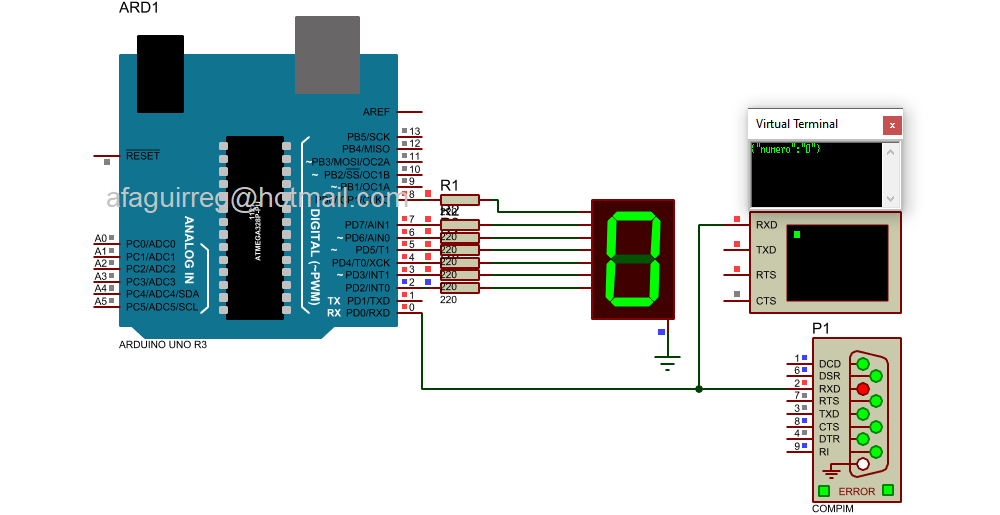 ARD1
AREF
13
PB5/SCK
12
PB4/MISO
11
~PB3/MOSI/OC2A
10
~ PB2/SS/OC1B
9
~PB1/OC1A
8
RESET
afaguirreg@hotmail.com
7
PD7/AIN1
6
~PD6/AIN0
5
~ PD5/T1
4
PD4/T0/XCK
3
~ PD3/INT1
2
PD2/INT0
1
TX PD1/TXD
0
RX PD0/RXD
A0 PC0/ADC0
A1 PC1/ADC1
A2 PC2/ADC2
A3 PC3/ADC3
A4 PC4/ADC4/SDA
A5 PC5/ADC5/SCL
ANALOG IN
DIGITAL (~PWM)
ARDUINO UNO R3
R1
220
220
220
220
220
220
0
Virtual Terminal
x
{"numero":"0"}
RXD
TXD
RTS
CTS
P1
1 DCD
6 DSR
2 RXD
7 RTS
3 TXD
8 CTS
4 DTR
9 RI
ERROR
COMPIM